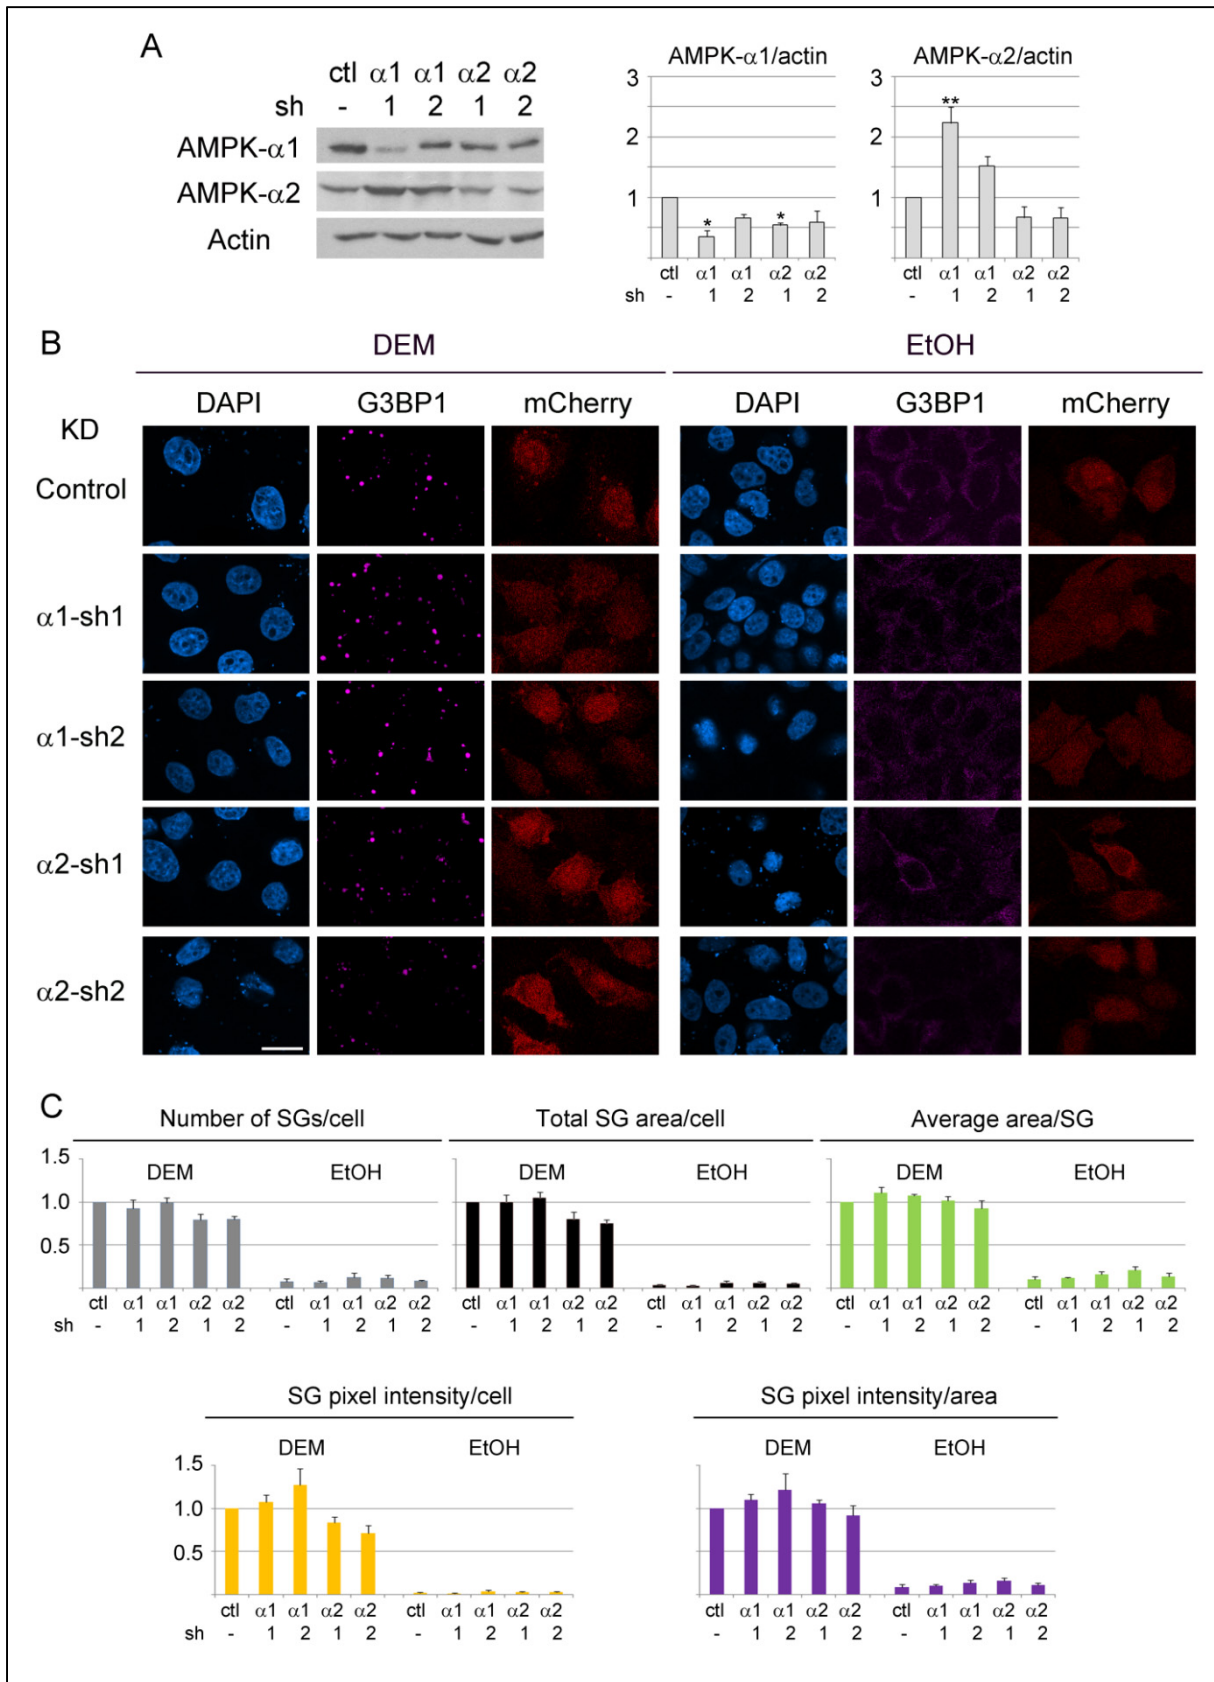 A
ctl α1 α1 α2 α2
sh - 1 2 1 2
AMPK-α1
AMPK-α2
Actin
AMPK-α1/actin
3
2
1
* *
ctl α1 α1 α2 α2
sh - 1 2 1 2
AMPK-α2/actin
3
2
1
**
ctl α1 α1 α2 α2
- 1 2 1 2
B
DEM EtOH
DAPI G3BP1 mCherry DAPI G3BP1 mCherry
KD
Control
α1-sh1
α1-sh2
α2-sh1
α2-sh2
C
Number of SGs/cell Total SG area/cell Average area/SG
1.5
1.0
0.5
DEM EtOH DEM EtOH DEM EtOH
ctl α1 α1 α2 α2 ctl α1 α1 α2 α2 ctl α1 α1 α2 α2 ctl α1 α1 α2 α2 ctl α1 α1 α2 α2 ctl α1 α1 α2 α2
sh - 1 2 1 2 - 1 2 1 2 - 1 2 1 2 - 1 2 1 2 - 1 2 1 2 - 1 2 1 2
SG pixel intensity/cell SG pixel intensity/area
DEM EtOH DEM EtOH
1.5
1.0
0.5
ctl α1 α1 α2 α2 ctl α1 α1 α2 α2 ctl α1 α1 α2 α2 ctl α1 α1 α2 α2
sh - 1 2 1 2 - 1 2 1 2 - 1 2 1 2 - 1 2 1 2